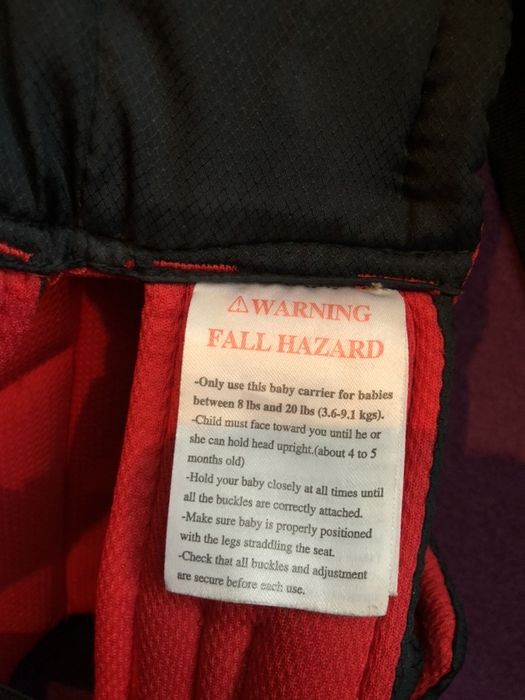 ⚠WARNING
FALL HAZARD
-Only use this baby carrier for babies
between 8 lbs and 20 lbs (3.6-9.1 kgs).
-Child must face toward you until he or
she can hold head upright.(about 4 to 5
months old)
-Hold your baby closely at all times until
all the buckles are correctly attached.
-Make sure baby is properly positioned
with the legs straddling the seat.
-Check that all buckles and adjustment
are secure before each use.